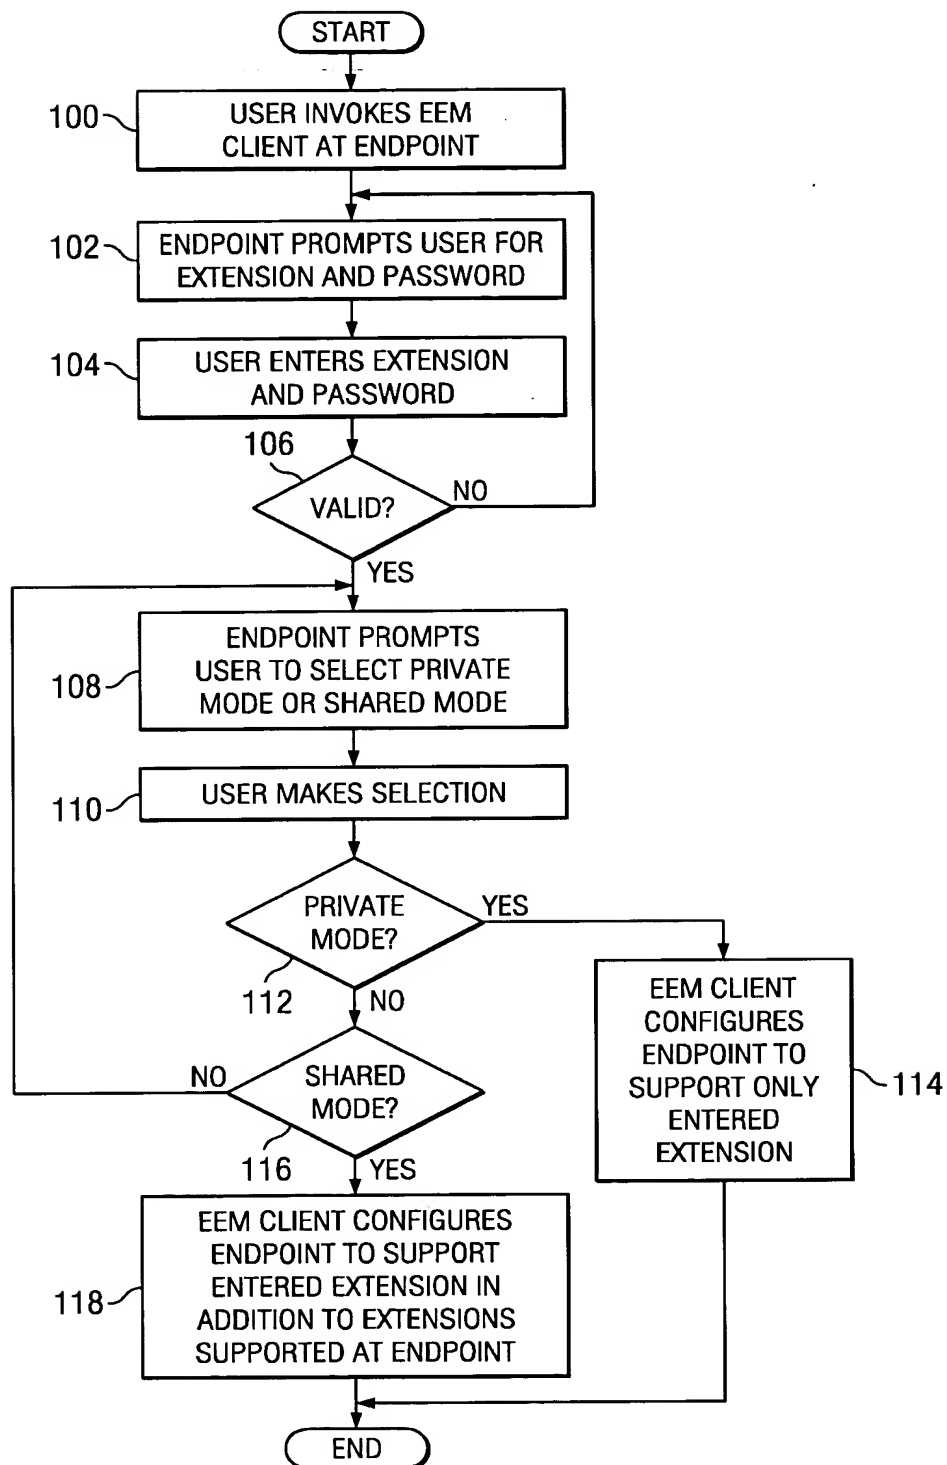 START
100
USER INVOKES EEM
CLIENT AT ENDPOINT
102
ENDPOINT PROMPTS USER FOR
EXTENSION AND PASSWORD
104
USER ENTERS EXTENSION
AND PASSWORD
106
VALID?
NO
YES
108
ENDPOINT PROMPTS
USER TO SELECT PRIVATE
MODE OR SHARED MODE
110
USER MAKES SELECTION
PRIVATE
MODE?
YES
112
NO
EEM CLIENT
CONFIGURES
ENDPOINT TO
SUPPORT ONLY
ENTERED
EXTENSION
114
NO
SHARED
MODE?
116
YES
118
EEM CLIENT CONFIGURES
ENDPOINT TO SUPPORT
ENTERED EXTENSION IN
ADDITION TO EXTENSIONS
SUPPORTED AT ENDPOINT
END